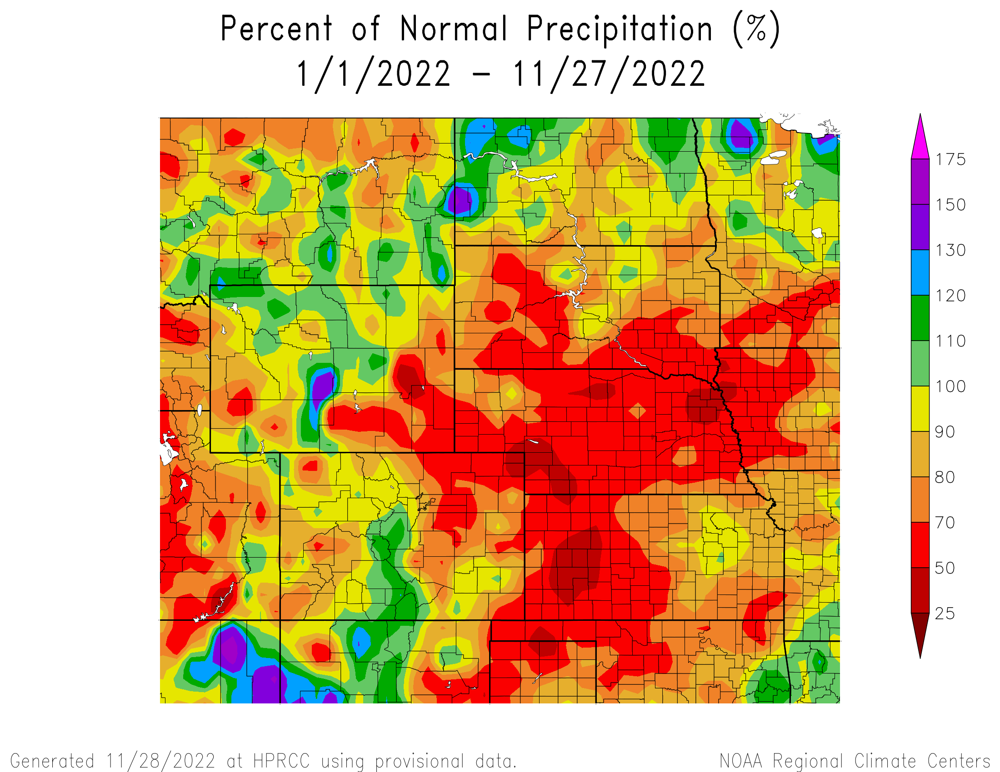 Percent of Normal Precipitation (%)
1/1/2022 – 11/27/2022
175
150
130
120
110
100
90
80
70
50
25
Generated 11/28/2022 at HPRCC using provisional data.
NOAA Regional Climate Centers